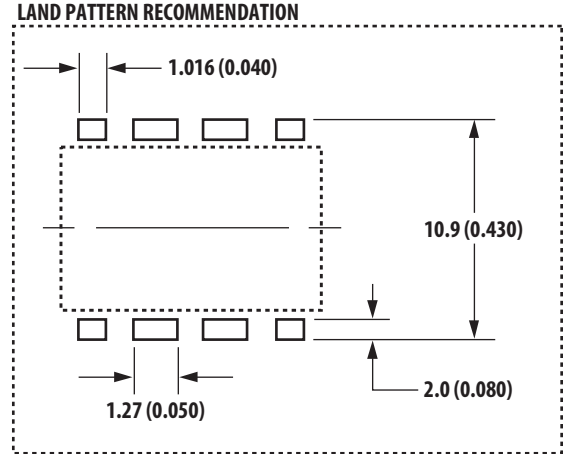 LAND PATTERN RECOMMENDATION
1.016 (0.040)
10.9 (0.430)
2.0 (0.080)
1.27 (0.050)